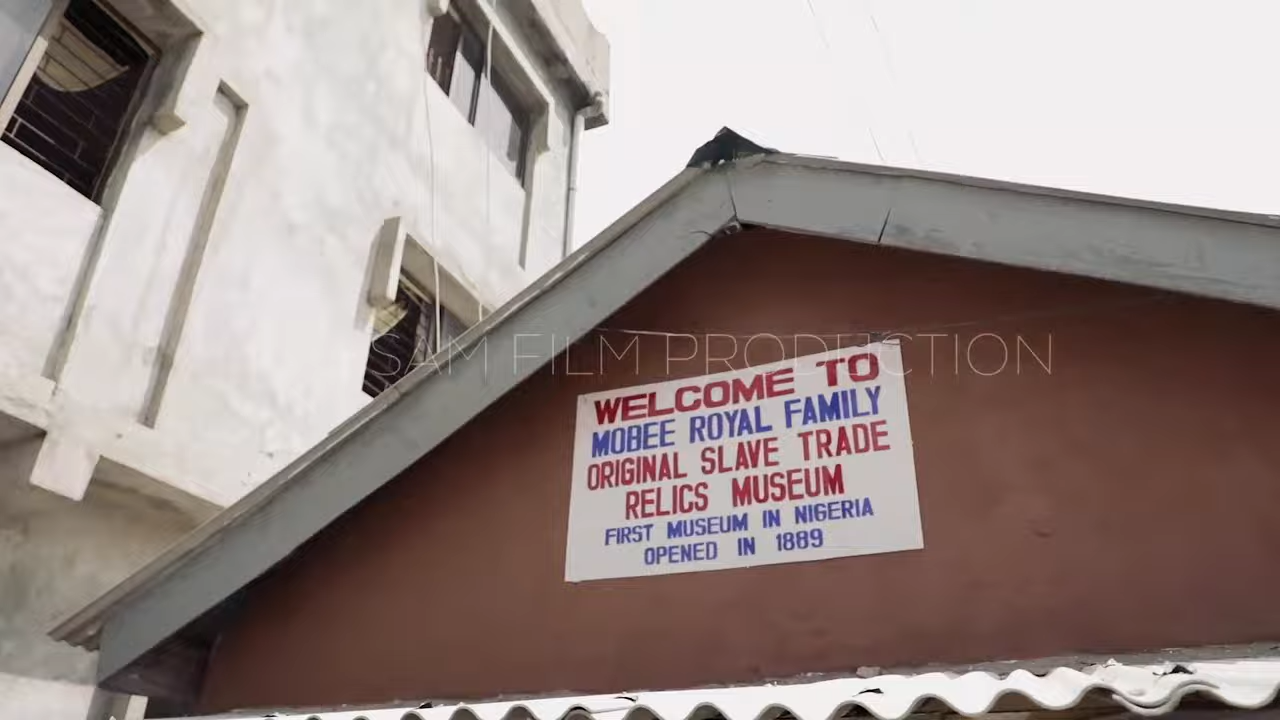 SAM FILM PRODUCTION
WELCOME TO
MOBEE ROYAL FAMILY
ORIGINAL SLAVE TRADE
RELICS MUSEUM
FIRST MUSEUM IN NIGERIA
OPENED IN 1889